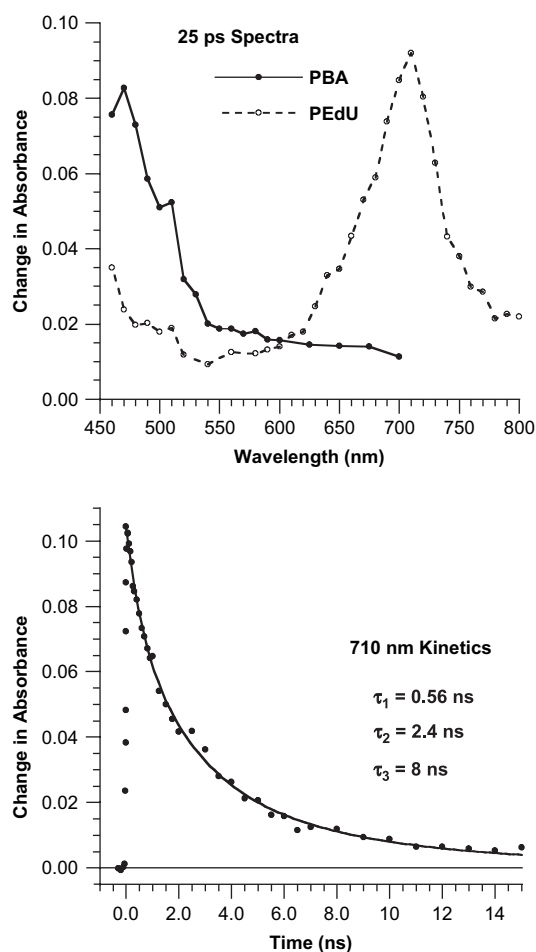 25 ps Spectra
PBA
PEdU
Change in Absorbance
0.10
0.08
0.06
0.04
0.02
0.00
450 500 550 600 650 700 750 800
Wavelength (nm)
Change in Absorbance
0.10
0.08
0.06
0.04
0.02
0.00
710 nm Kinetics
τ1 = 0.56 ns
τ2 = 2.4 ns
τ3 = 8 ns
0.0 2.0 4.0 6.0 8.0 10 12 14
Time (ns)